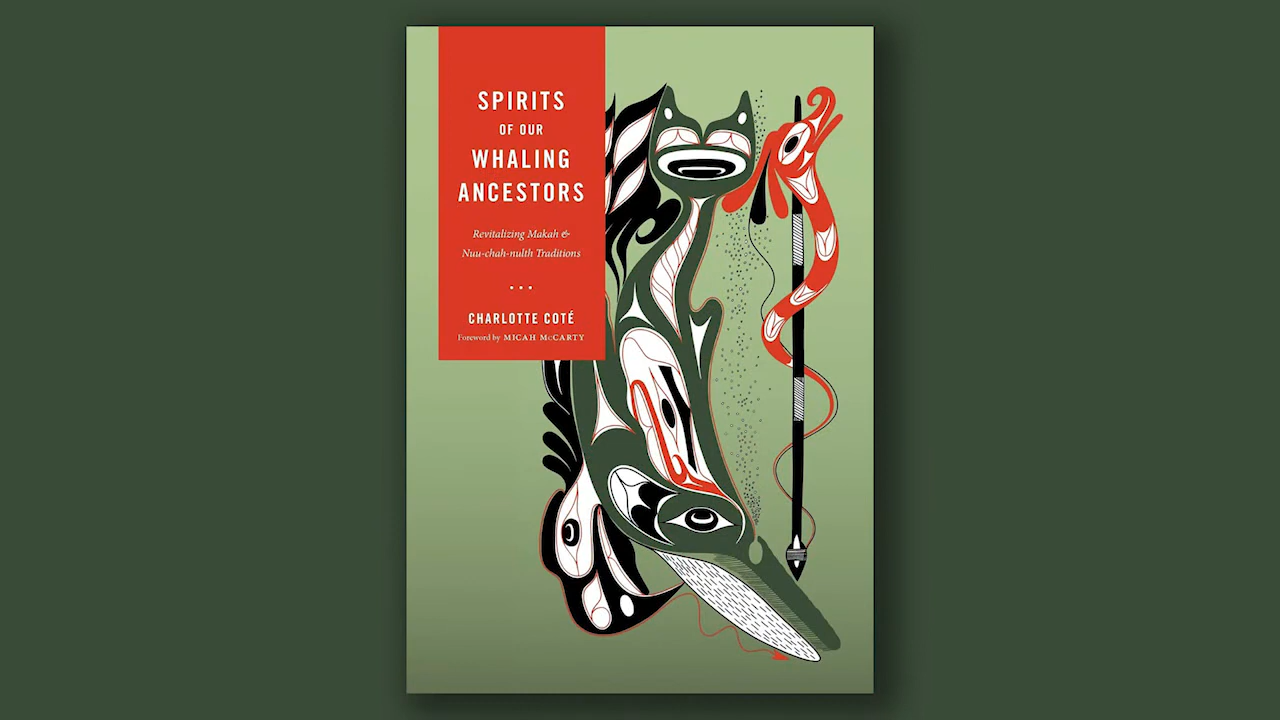 SPIRITS
OF OUR
WHALING
ANCESTORS
Revitalizing Makah &
Nuu-chah-nulth Traditions
CHARLOTTE COTÉ
Foreword by MICAH McCARTY